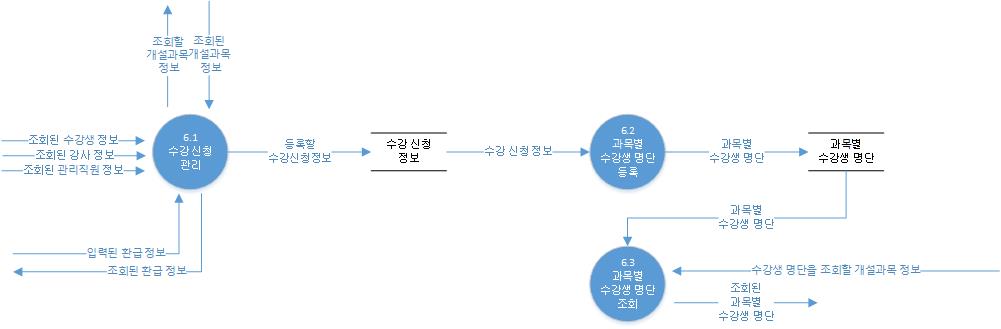 조회할
개설과목
정보
조회된
개설과목
정보
조회된 수강생 정보
조회된 강사 정보
조회된 관리직원 정보
6.1
수강 신청
관리
등록할
수강신청정보
수강 신청
정보
수강 신청 정보
6.2
과목별
수강생 명단
등록
과목별
수강생 명단
과목별
수강생 명단
과목별
수강생 명단
입력된 환급 정보
조회된 환급 정보
6.3
과목별
수강생 명단
조회
수강생 명단을 조회할 개설과목 정보
조회된
과목별
수강생 명단